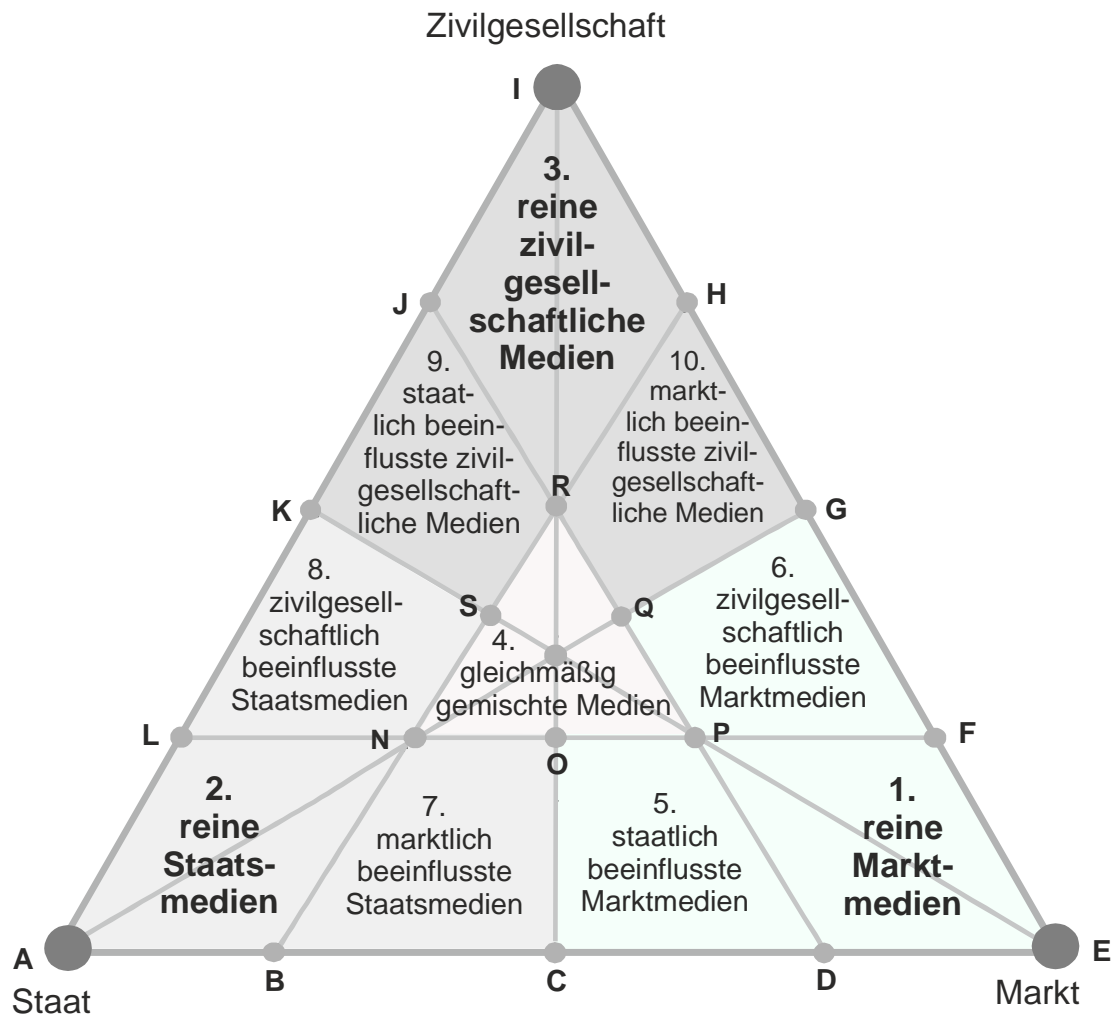 Zivilgesellschaft
I
3.
reine
zivil-
gesell-
schaftliche
Medien
J
H
9.
staat-
lich beein-
flusste zivil-
gesellschaft-
liche Medien
10.
markt-
lich beein-
flusste zivil-
gesellschaft-
liche Medien
R
K
G
8.
zivilgesell-
schaftlich
beeinflusste
Staatsmedien
S
Q
4.
gleichmäßig
gemischte Medien
6.
zivilgesell-
schaftlich
beeinflusste
Marktmedien
L
N
O
P
F
2.
reine
Staats-
medien
7.
marktlich
beeinflusste
Staatsmedien
5.
staatlich
beeinflusste
Marktmedien
1.
reine
Markt-
medien
A
B
C
D
E
Staat
Markt